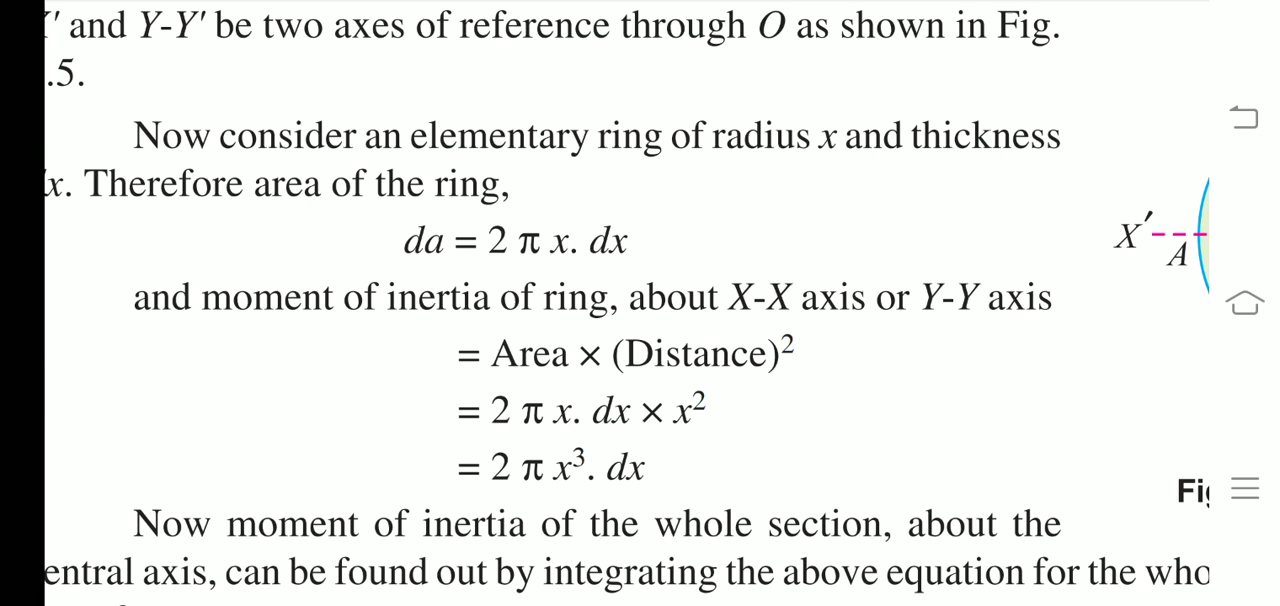 ′ and Y-Y′ be two axes of reference through O as shown in Fig.
.5.
Now consider an elementary ring of radius x and thickness
x. Therefore area of the ring,
da = 2 π x. dx
X′
A
and moment of inertia of ring, about X-X axis or Y-Y axis
= Area × (Distance)²
= 2 π x. dx × x²
= 2 π x³. dx
Fig
Now moment of inertia of the whole section, about the
entral axis, can be found out by integrating the above equation for the who